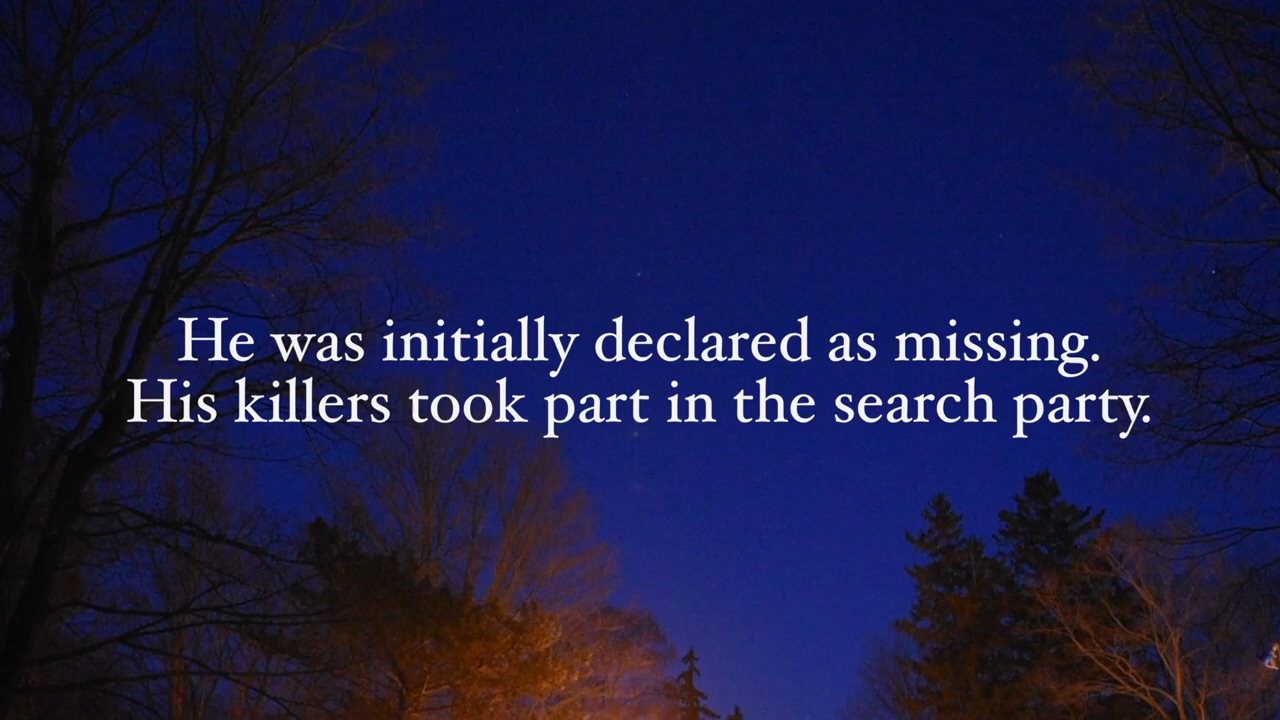 He was initially declared as missing.
His killers took part in the search party.